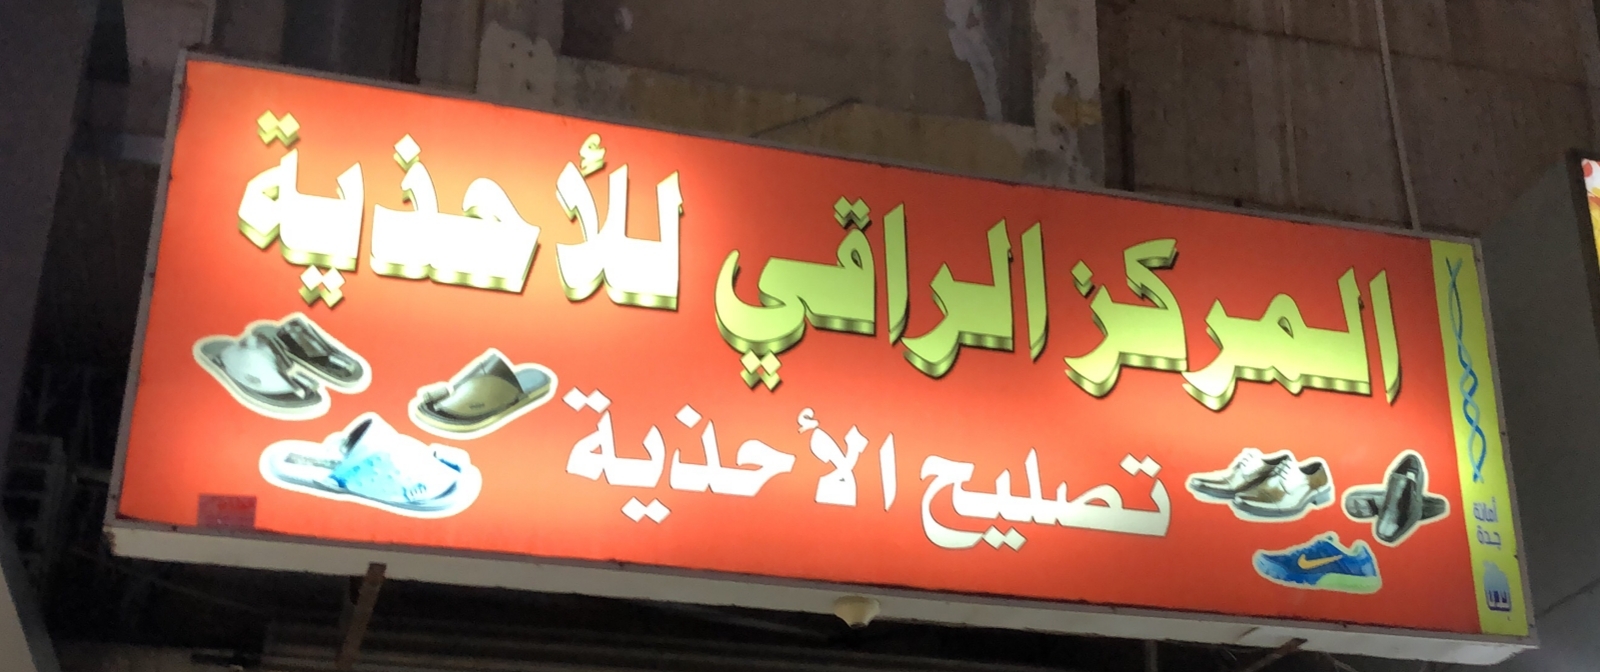 المركز الراقي للأحذية
تصليح الأحذية
أمانة
جدة